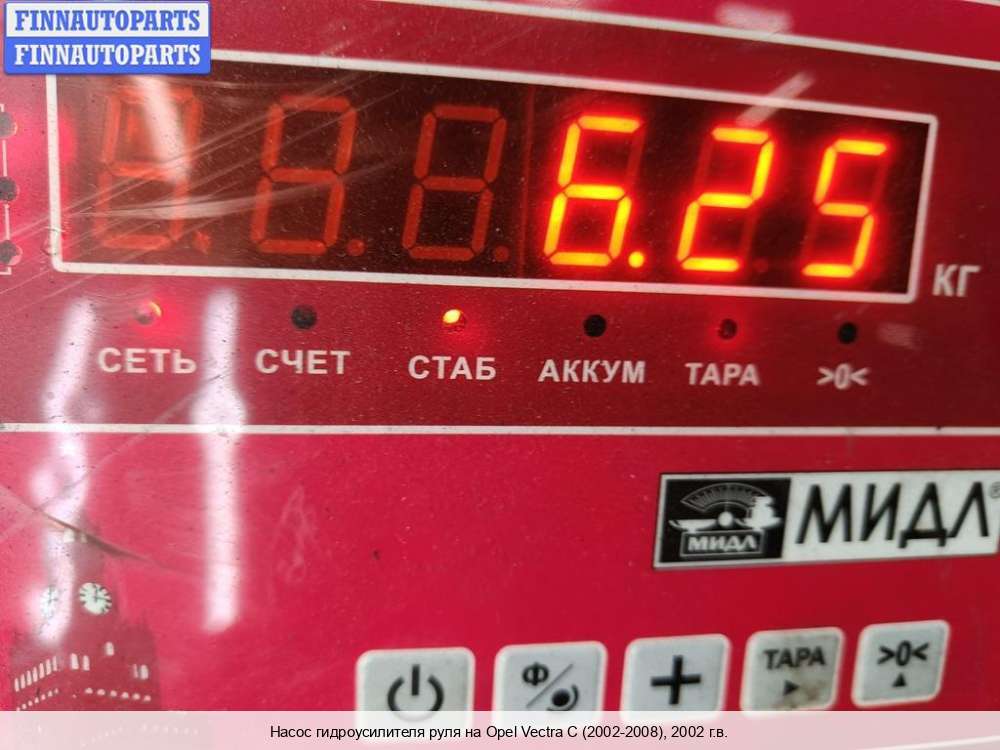 FINNAUTOPARTS
FINNAUTOPARTS
6.25
КГ
СЕТЬ СЧЕТ СТАБ АККУМ ТАРА >0<
МИДЛ МИДЛ®
Ф ТАРА >0<
Насос гидроусилителя руля на Opel Vectra C (2002-2008), 2002 г.в.